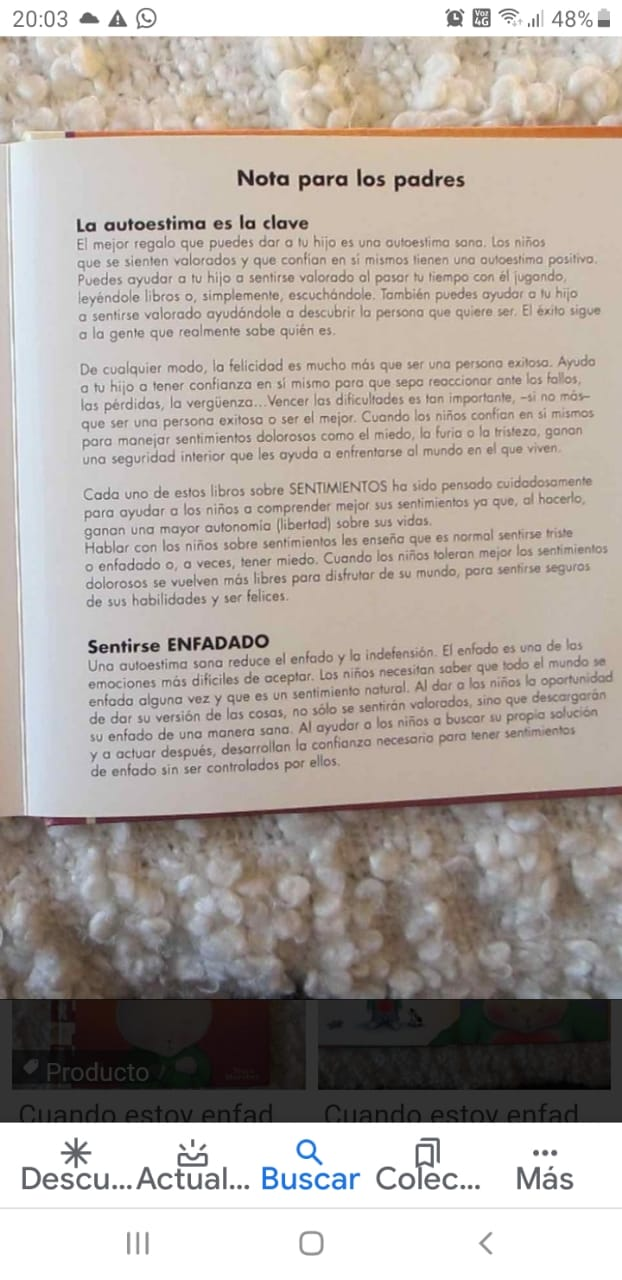 20:03
Voz 4G
48%
Nota para los padres
La autoestima es la clave
El mejor regalo que puedes dar a tu hijo es una autoestima sana. Los niños
que se sienten valorados y que confían en sí mismos tienen una autoestima positiva.
Puedes ayudar a tu hijo a sentirse valorado al pasar tu tiempo con él jugando,
leyéndole libros o, simplemente, escuchándole. También puedes ayudar a tu hijo
a sentirse valorado ayudándole a descubrir la persona que quiere ser. El éxito sigue
a la gente que realmente sabe quién es.
De cualquier modo, la felicidad es mucho más que ser una persona exitosa. Ayuda
a tu hijo a tener confianza en sí mismo para que sepa reaccionar ante los fallos,
las pérdidas, la vergüenza...Vencer las dificultades es tan importante, –si no más–
que ser una persona exitosa o ser el mejor. Cuando los niños confían en sí mismos
para manejar sentimientos dolorosos como el miedo, la furia o la tristeza, ganan
una seguridad interior que les ayuda a enfrentarse al mundo en el que viven.
Cada uno de estos libros sobre SENTIMIENTOS ha sido pensado cuidadosamente
para ayudar a los niños a comprender mejor sus sentimientos ya que, al hacerlo,
ganan una mayor autonomía (libertad) sobre sus vidas.
Hablar con los niños sobre sentimientos les enseña que es normal sentirse triste
o enfadado o, a veces, tener miedo. Cuando los niños toleran mejor los sentimientos
dolorosos se vuelven más libres para disfrutar de su mundo, para sentirse seguros
de sus habilidades y ser felices.
Sentirse ENFADADO
Una autoestima sana reduce el enfado y la indefensión. El enfado es una de las
emociones más difíciles de aceptar. Los niños necesitan saber que todo el mundo se
enfada alguna vez y que es un sentimiento natural. Al dar a los niños la oportunidad
de dar su versión de las cosas, no sólo se sentirán valorados, sino que descargarán
su enfado de una manera sana. Al ayudar a los niños a buscar su propia solución
y a actuar después, desarrollan la confianza necesaria para tener sentimientos
de enfado sin ser controlados por ellos.
Producto
Cuando estoy enfad
Cuando estoy enfad
Descu... Actual... Buscar Colec... Más